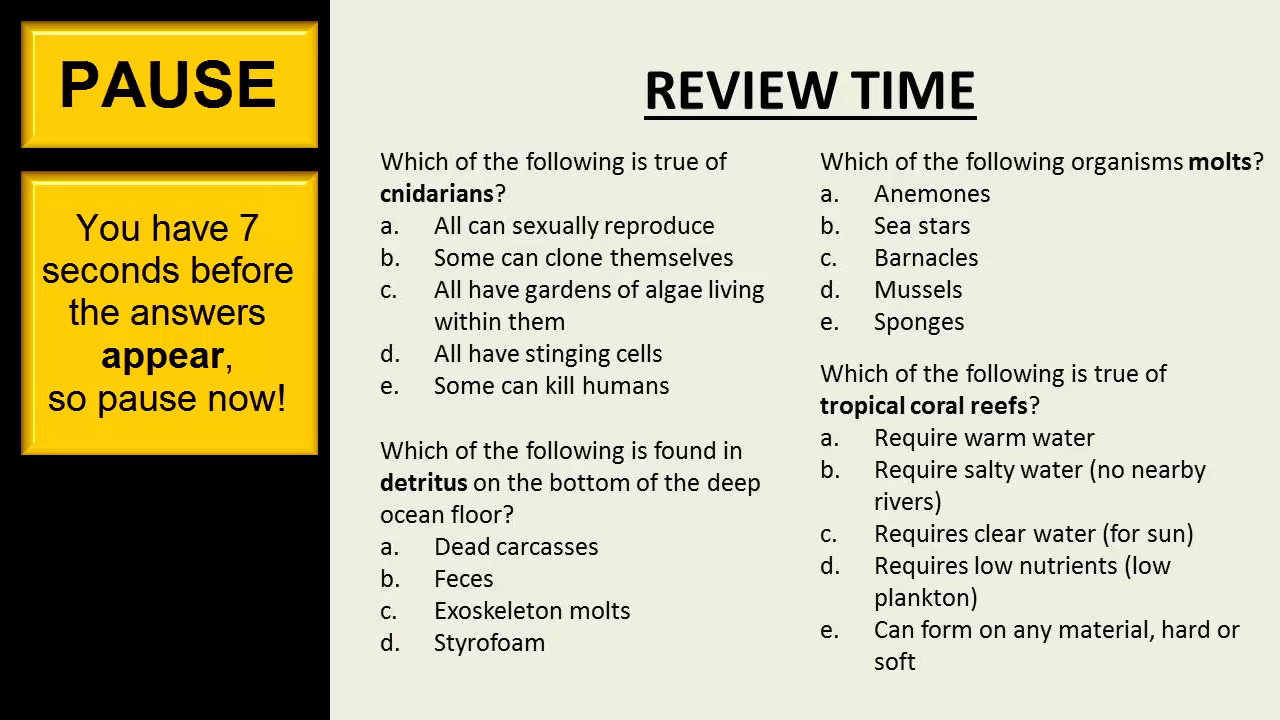 PAUSE
You have 7
seconds before
the answers
appear,
so pause now!
REVIEW TIME
Which of the following is true of
cnidarians?
a. All can sexually reproduce
b. Some can clone themselves
c. All have gardens of algae living
within them
d. All have stinging cells
e. Some can kill humans
Which of the following is found in
detritus on the bottom of the deep
ocean floor?
a. Dead carcasses
b. Feces
c. Exoskeleton molts
d. Styrofoam
Which of the following organisms molts?
a. Anemones
b. Sea stars
c. Barnacles
d. Mussels
e. Sponges
Which of the following is true of
tropical coral reefs?
a. Require warm water
b. Require salty water (no nearby
rivers)
c. Requires clear water (for sun)
d. Requires low nutrients (low
plankton)
e. Can form on any material, hard or
soft